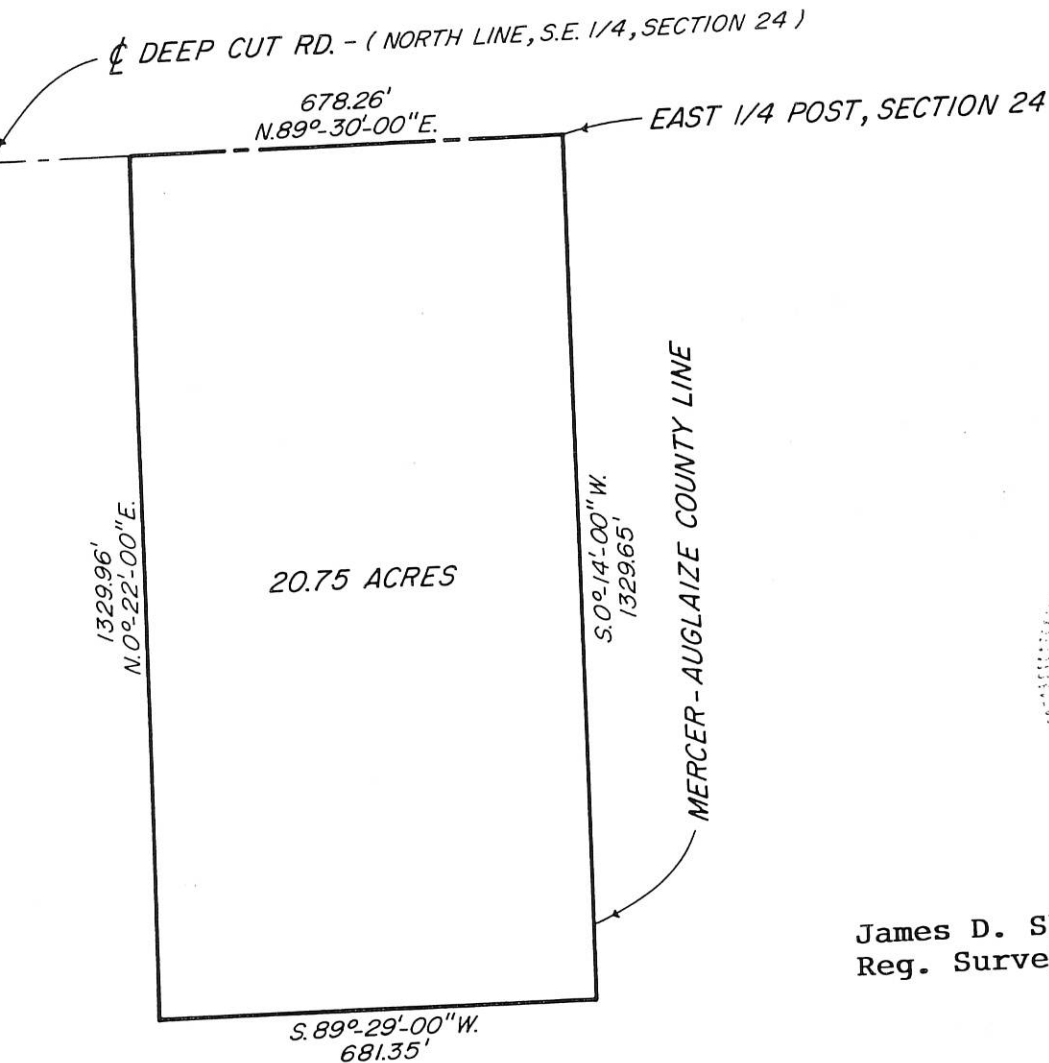 ℄ DEEP CUT RD. - ( NORTH LINE, S.E. 1/4, SECTION 24 )
678.26'
N.89°-30'-00"E.
EAST 1/4 POST, SECTION 24
1329.96'
N.0°-22'-00"E.
20.75 ACRES
S.0°-14'-00"W.
1329.65'
MERCER-AUGLAIZE COUNTY LINE
James D. S
Reg. Surve
S.89°-29'-00"W.
681.35'